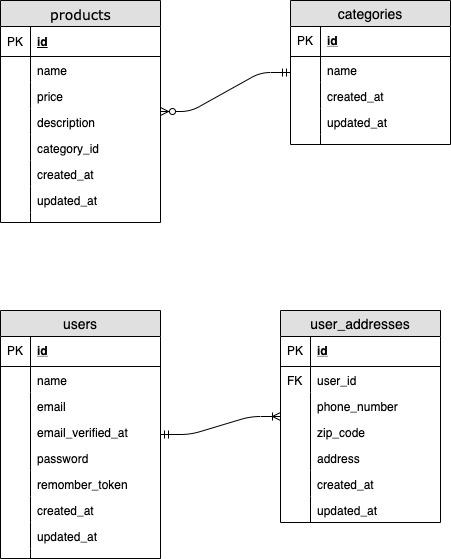 products
PK id
name
price
description
category_id
created_at
updated_at
categories
PK id
name
created_at
updated_at
users
PK id
name
email
email_verified_at
password
remomber_token
created_at
updated_at
user_addresses
PK id
FK user_id
phone_number
zip_code
address
created_at
updated_at